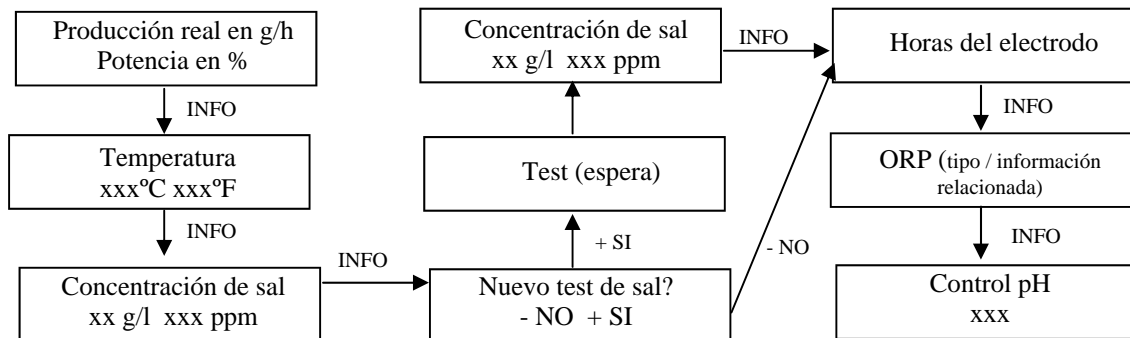 Producción real en g/h
Potencia en %
INFO
Temperatura
xxxºC xxxºF
INFO
Concentración de sal
xx g/l  xxx ppm
INFO
Nuevo test de sal?
- NO  + SI
+ SI
Test (espera)
Concentración de sal
xx g/l  xxx ppm
INFO
- NO
Horas del electrodo
INFO
ORP (tipo / información
relacionada)
INFO
Control pH
xxx